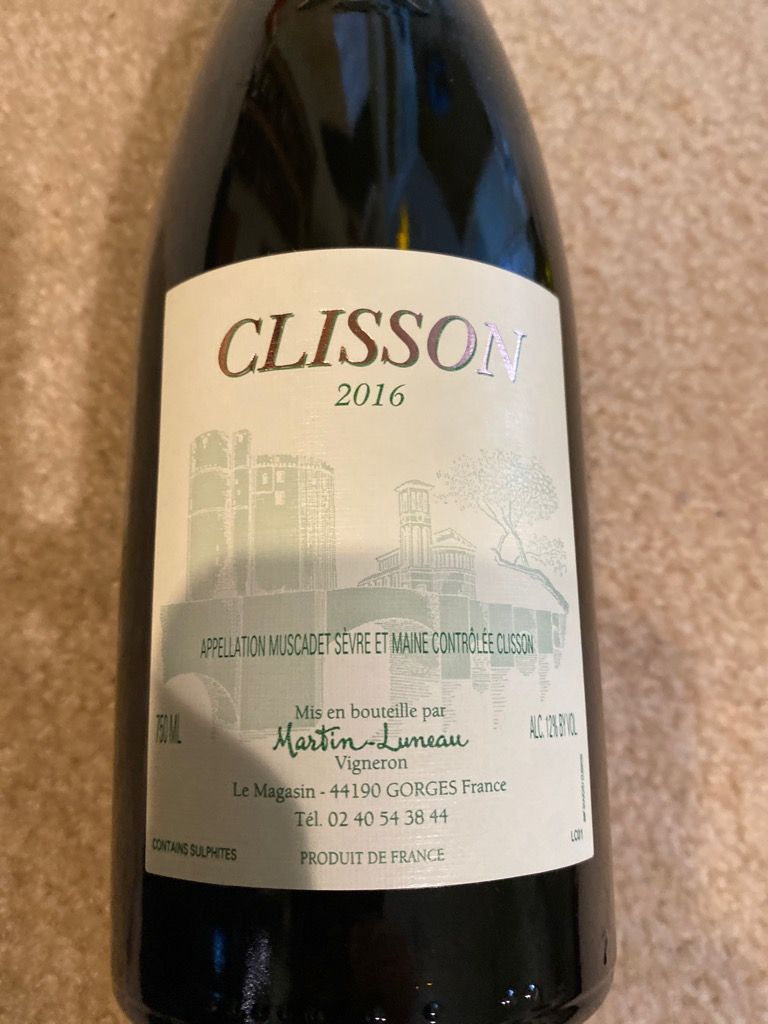 CLISSON
2016
APPELLATION MUSCADET SÈVRE ET MAINE CONTRÔLÉE CLISSON
750 ML
Mis en bouteille par
ALC. 12% BY VOL
Martin-Luneau
Vigneron
Le Magasin - 44190 GORGES France
Tél. 02 40 54 38 44
CONTAINS SULPHITES
PRODUIT DE FRANCE
LC01